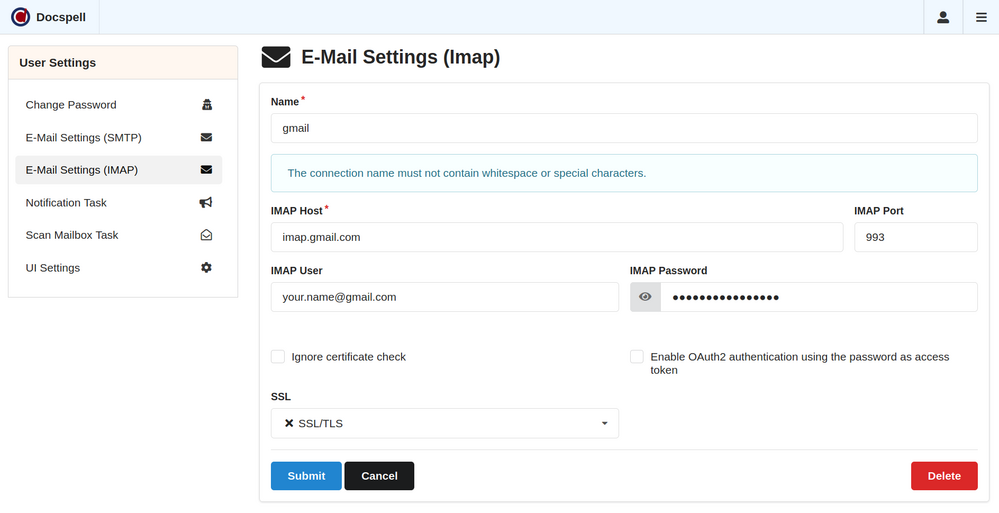 Docspell
User Settings
Change Password
E-Mail Settings (SMTP)
E-Mail Settings (IMAP)
Notification Task
Scan Mailbox Task
UI Settings
E-Mail Settings (Imap)
Name*
gmail
The connection name must not contain whitespace or special characters.
IMAP Host* IMAP Port
imap.gmail.com 993
IMAP User IMAP Password
your.name@gmail.com ●●●●●●●●●●●●●●●●
Ignore certificate check Enable OAuth2 authentication using the password as access
token
SSL
SSL/TLS
Submit Cancel Delete